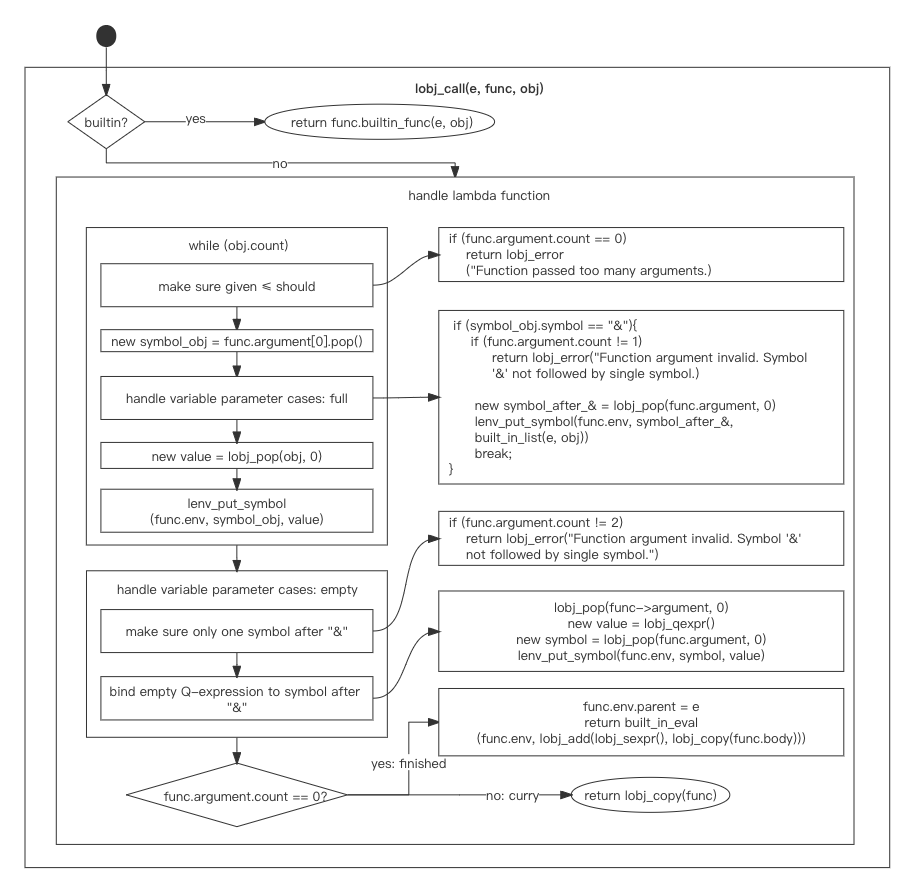 lobj_call(e, func, obj)
builtin?
yes
return func.builtin_func(e, obj)
no
handle lambda function
while (obj.count)
make sure given ≤ should
new symbol_obj = func.argument[0].pop()
handle variable parameter cases: full
new value = lobj_pop(obj, 0)
lenv_put_symbol
(func.env, symbol_obj, value)
if (func.argument.count == 0)
return lobj_error
("Function passed too many arguments.)
if (symbol_obj.symbol == "&"){
if (func.argument.count != 1)
return lobj_error("Function argument invalid. Symbol
'&' not followed by single symbol.)
new symbol_after_& = lobj_pop(func.argument, 0)
lenv_put_symbol(func.env, symbol_after_&,
built_in_list(e, obj))
break;
}
handle variable parameter cases: empty
make sure only one symbol after "&"
bind empty Q-expression to symbol after
"&"
if (func.argument.count != 2)
return lobj_error("Function argument invalid. Symbol '&'
not followed by single symbol.")
lobj_pop(func->argument, 0)
new value = lobj_qexpr()
new symbol = lobj_pop(func.argument, 0)
lenv_put_symbol(func.env, symbol, value)
func.env.parent = e
return built_in_eval
(func.env, lobj_add(lobj_sexpr(), lobj_copy(func.body)))
yes: finished
func.argument.count == 0?
no: curry
return lobj_copy(func)